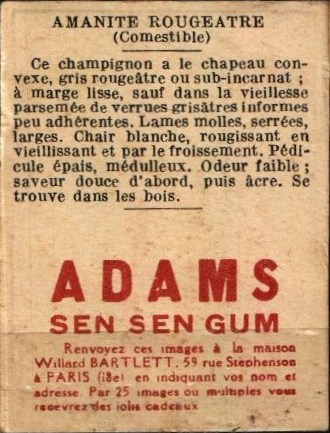 AMANITE ROUGEATRE
(Comestible)
Ce champignon a le chapeau con-
vexe, gris rougeâtre ou sub-incarnat ;
à marge lisse, sauf dans la vieillesse
parsemée de verrues grisâtres informes
peu adhérentes. Lames molles, serrées,
larges. Chair blanche, rougissant en
vieillissant et par le froissement. Pédi-
cule épais, médulleux. Odeur faible ;
saveur douce d'abord, puis âcre. Se
trouve dans les bois.
ADAMS
SEN SEN GUM
Renvoyez ces images à la maison
Willard BARTLETT, 59 rue Stéphenson
à PARIS (18e) en indiquant vos nom et
adresse. Par 25 images ou multiples vous
recevrez des jolis cadeaux